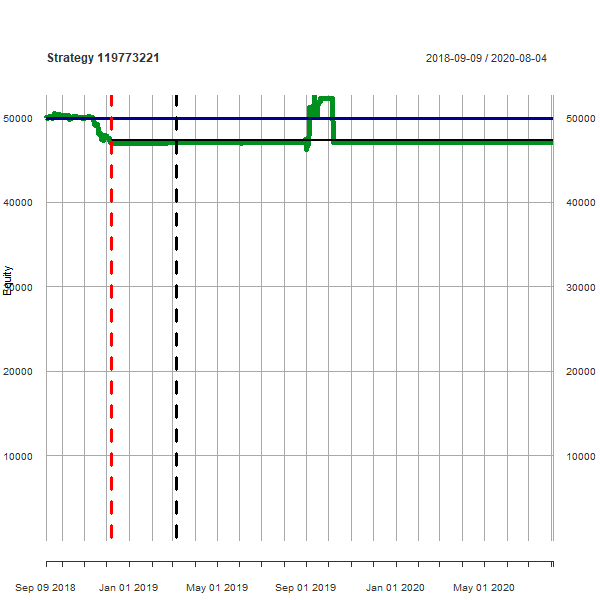 Strategy 119773221
2018-09-09 / 2020-08-04
50000
50000
40000
40000
Equity
30000
30000
20000
20000
10000
10000
Sep 09 2018
Jan 01 2019
May 01 2019
Sep 01 2019
Jan 01 2020
May 01 2020